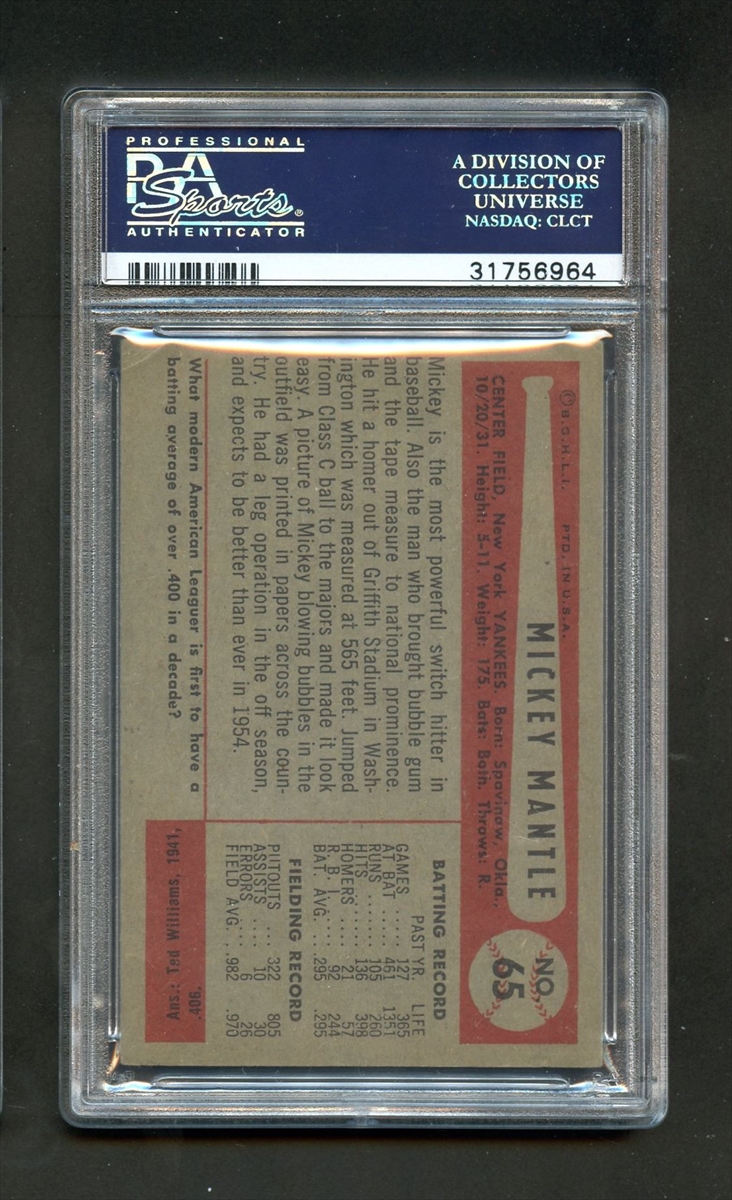 PROFESSIONAL
PSA
Sports®
AUTHENTICATOR
A DIVISION OF
COLLECTORS
UNIVERSE
NASDAQ: CLCT
31756964
© B.G.H.L.I. PTD. IN U.S.A.
MICKEY MANTLE
NO.
65
CENTER FIELD, New York YANKEES. Born: Spavinaw, Okla.,
10/20/31. Height: 5-11. Weight: 175. Bats: Both. Throws: R.
Mickey is the most powerful switch hitter in
baseball. Also the man who brought bubble gum
and the tape measure to national prominence.
He hit a homer out of Griffith Stadium in Wash-
ington which was measured at 565 feet. Jumped
from Class C ball to the majors and made it look
easy. A picture of Mickey blowing bubbles in the
outfield was printed in papers across the coun-
try. He had a leg operation in the off season,
and expects to be better than ever in 1954.
BATTING RECORD
PAST YR. LIFE
GAMES ..... 127 365
AT BAT .... 461 1351
RUNS ...... 105 260
HITS ...... 136 398
HOMERS .... 21 57
R. B. I. ... 92 244
BAT. AVG. .. .295 .295
FIELDING RECORD
PUTOUTS ... 322 805
ASSISTS .... 10 30
ERRORS .... 6 26
FIELD AVG. .982 .970
What modern American Leaguer is first to have a
batting average of over .400 in a decade?
.406.
Ans.: Ted Williams, 1941,